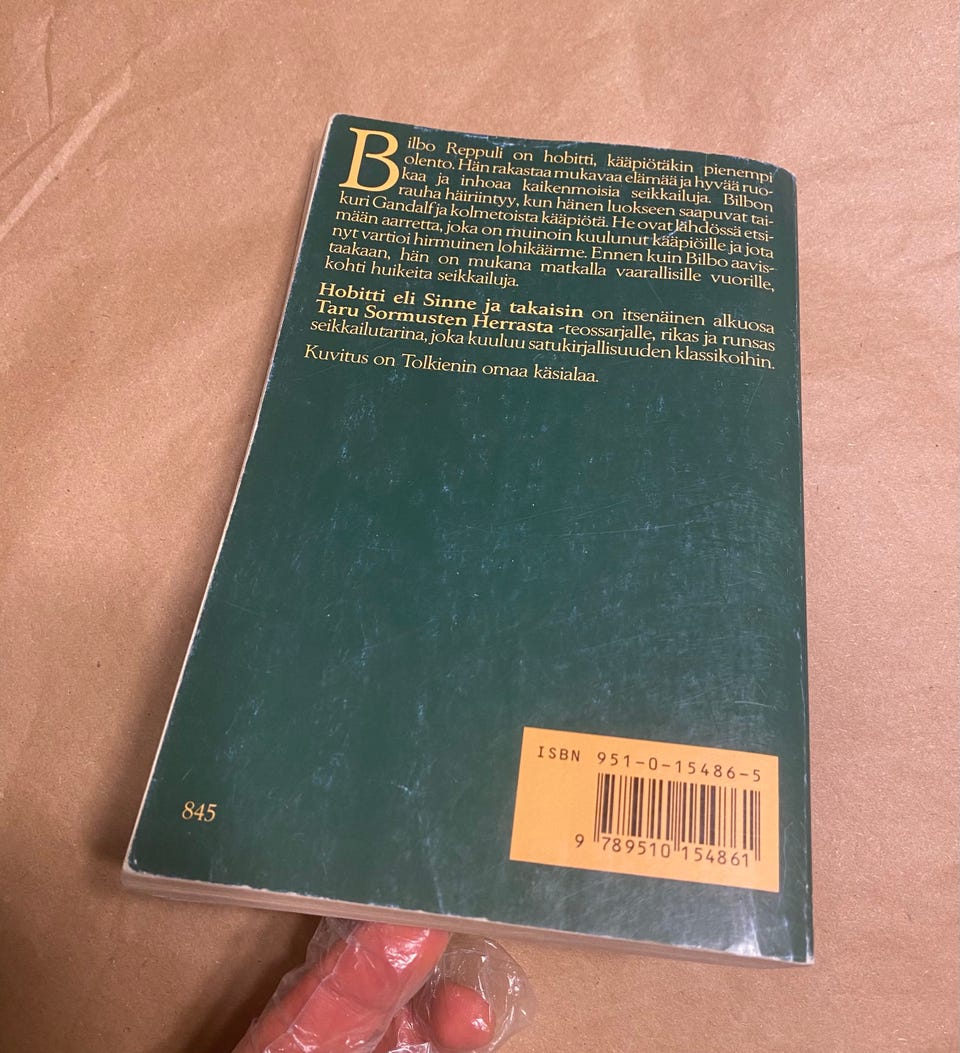 Bilbo Reppuli on hobitti, kääpiötäkin pienempi
olento. Hän rakastaa mukavaa elämää ja hyvää ruo-
kaa ja inhoaa kaikenmoisia seikkailuja. Bilbon
rauha häiriintyy, kun hänen luokseen saapuvat tai-
kuri Gandalf ja kolmetoista kääpiötä. He ovat lähdössä etsi-
mään aarretta, joka on muinoin kuulunut kääpiöille ja jota
nyt vartioi hirmuinen lohikäärme. Ennen kuin Bilbo aavis-
taakaan, hän on mukana matkalla vaarallisille vuorille,
kohti huikeita seikkailuja.
Hobitti eli Sinne ja takaisin on itsenäinen alkuosa
Taru Sormusten Herrasta -teossarjalle, rikas ja runsas
seikkailutarina, joka kuuluu satukirjallisuuden klassikoihin.
Kuvitus on Tolkienin omaa käsialaa.
ISBN 951-0-15486-5
9 789510 154861
845